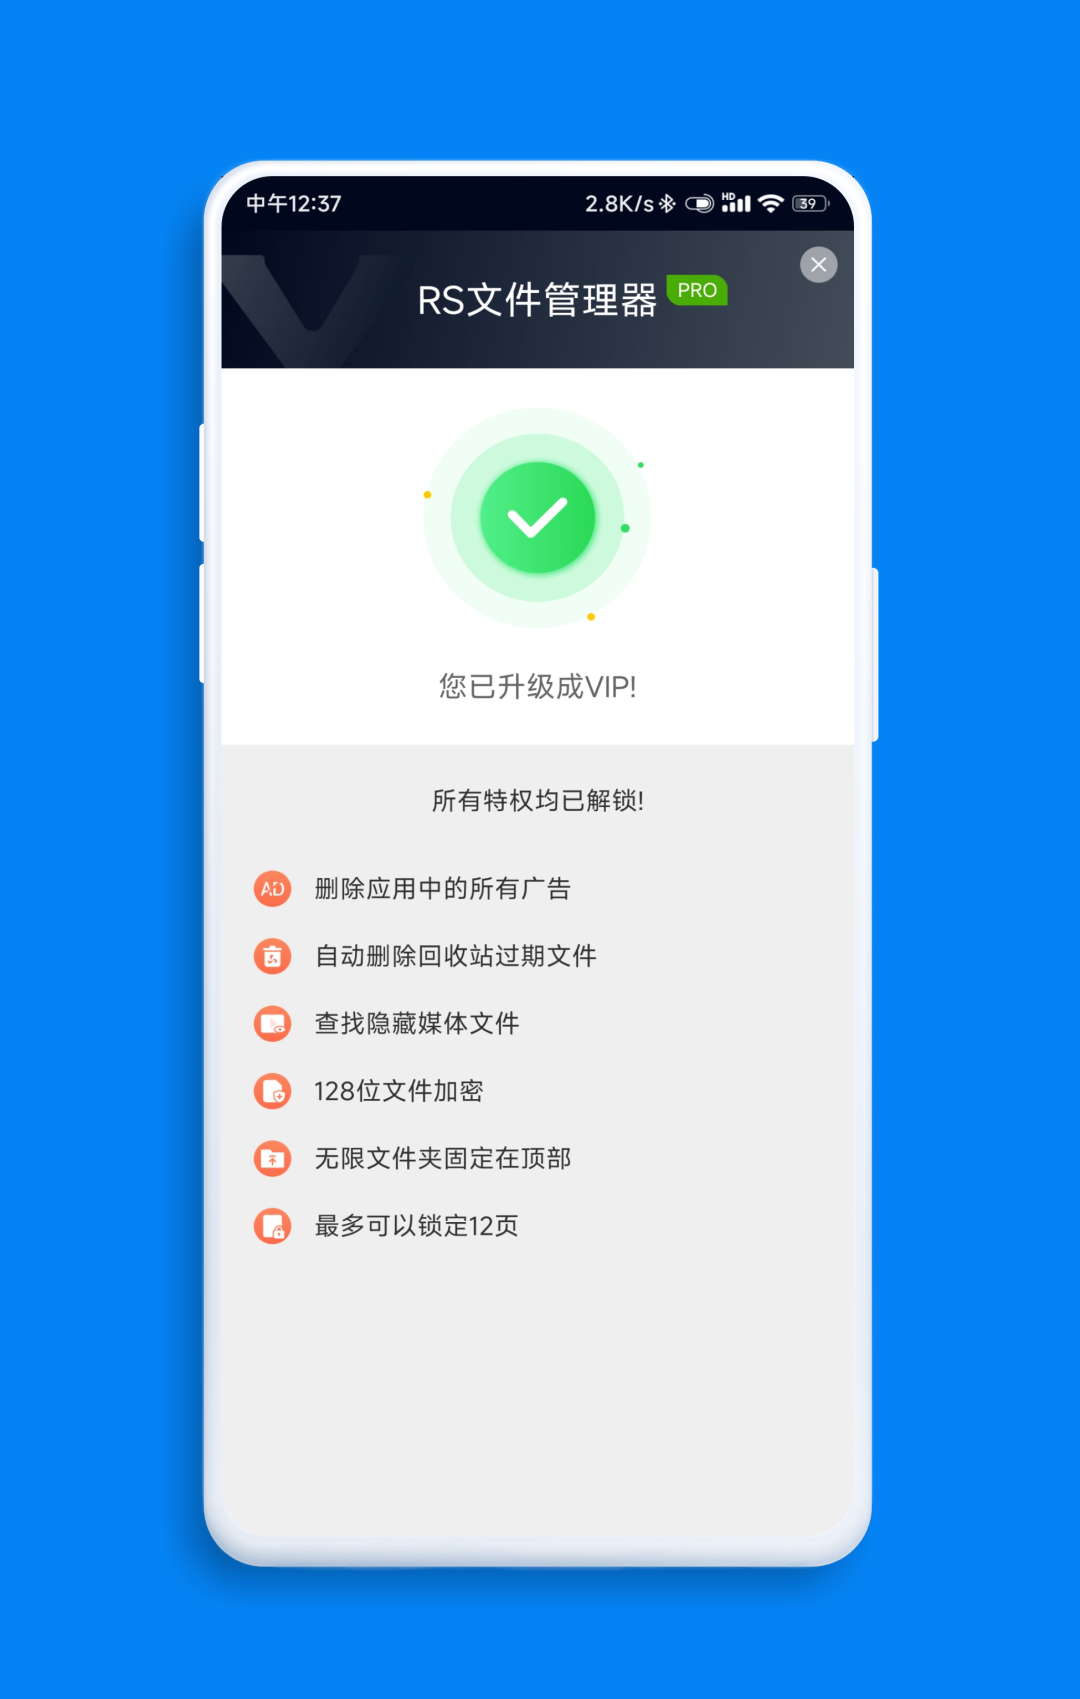 中午12:37
2.8K/s HD 39
RS文件管理器 PRO
您已升级成VIP!
所有特权均已解锁!
AD 删除应用中的所有广告
自动删除回收站过期文件
查找隐藏媒体文件
128位文件加密
无限文件夹固定在顶部
最多可以锁定12页